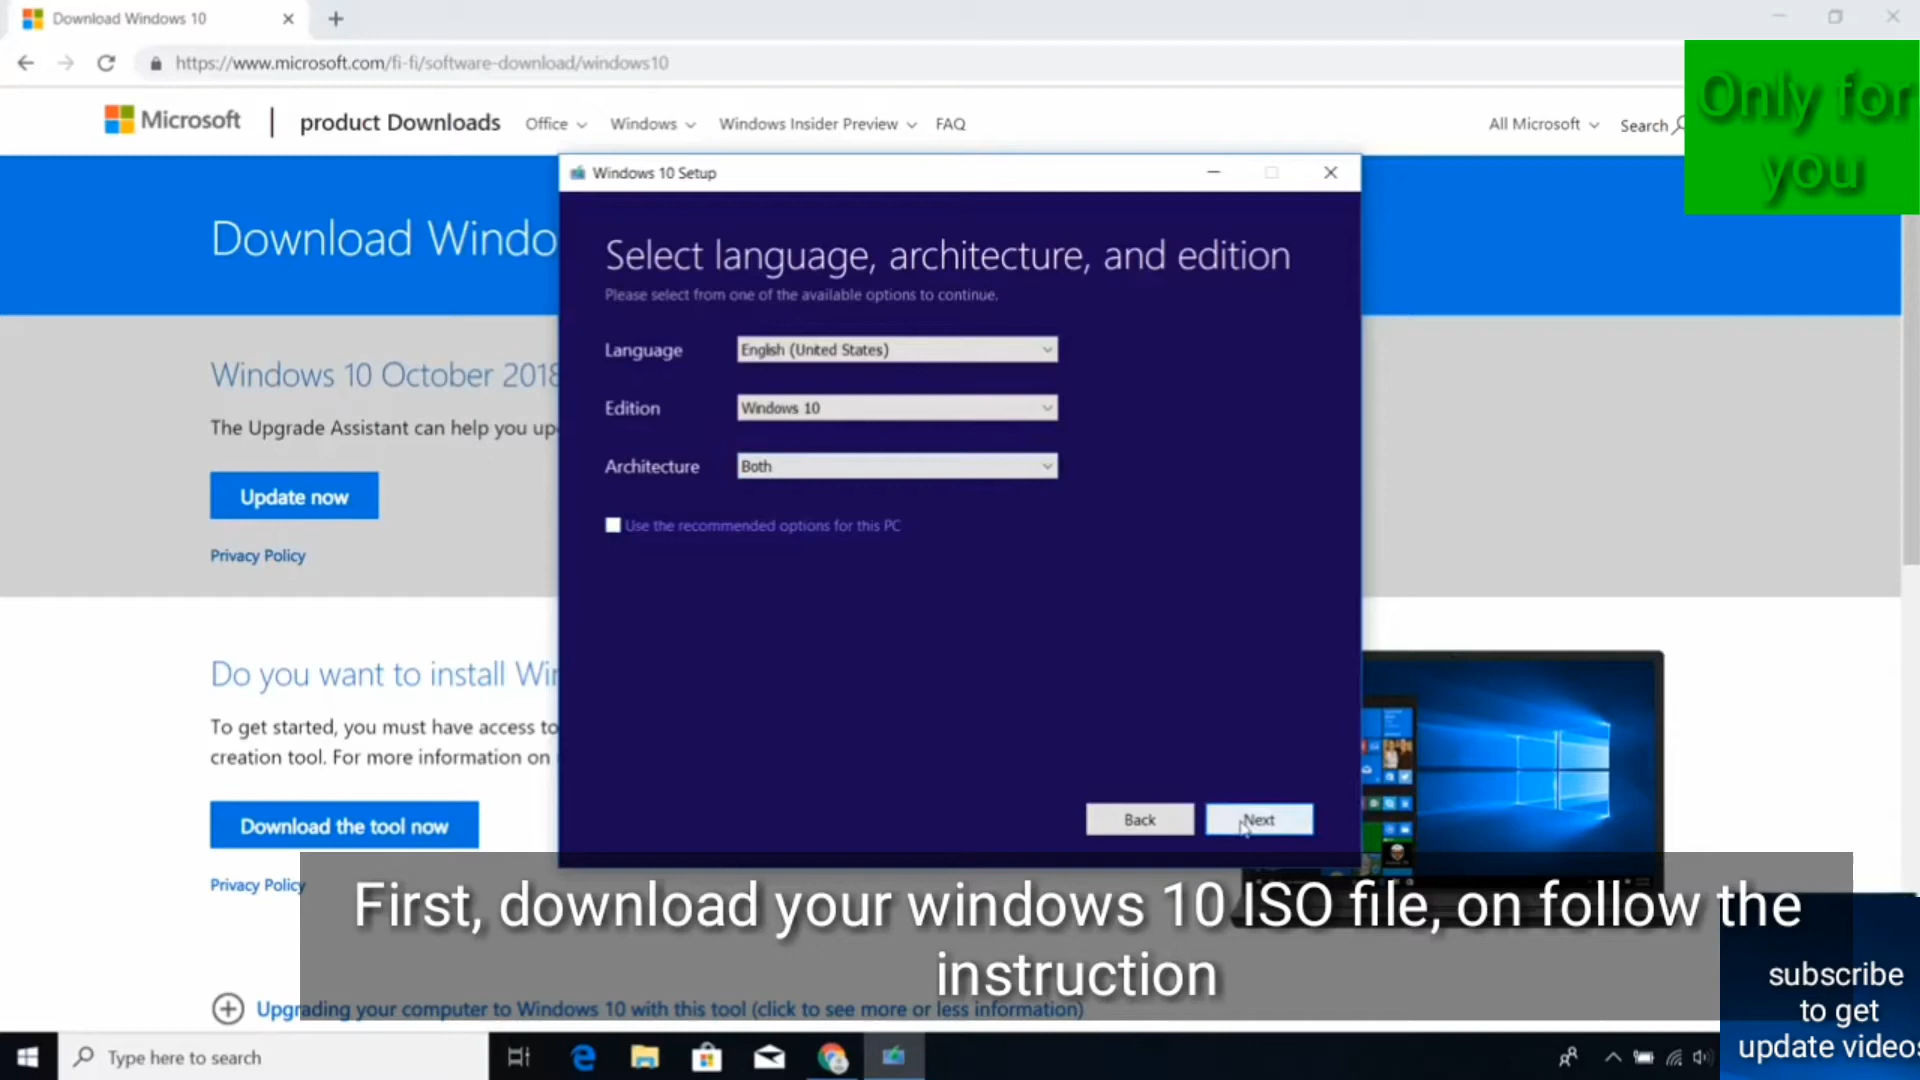 Download Windows 10
https://www.microsoft.com/fi-fi/software-download/windows10
Microsoft
product Downloads
Office
Windows
Windows Insider Preview
FAQ
All Microsoft
Search
Only for
you
Download Windo
Windows 10 Setup
Select language, architecture, and edition
Please select from one of the available options to continue.
Language
English (United States)
Edition
Windows 10
Architecture
Both
Use the recommended options for this PC
Back
Next
Windows 10 October 2018
The Upgrade Assistant can help you up
Update now
Privacy Policy
Do you want to install Wi
To get started, you must have access to
creation tool. For more information on
Download the tool now
Privacy Policy
First, download your windows 10 ISO file, on follow the
instruction
Upgrading your computer to Windows 10 with this tool (click to see more or less information)
subscribe
to get
update videos
Type here to search